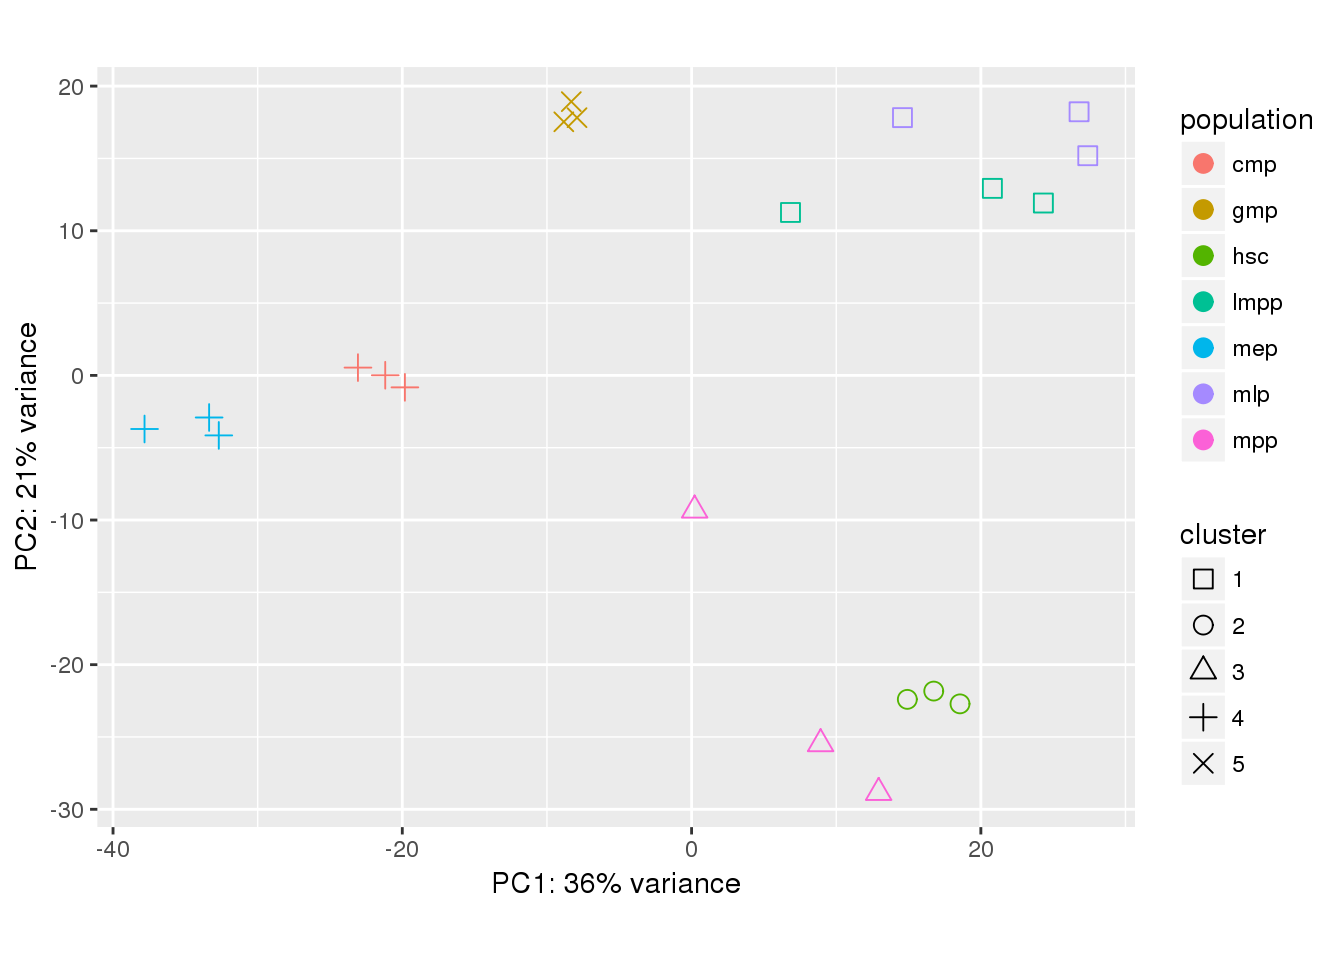 20
10
0
-10
-20
-30
-40
-20
0
20
PC1: 36% variance
PC2: 21% variance
population
cmp
gmp
hsc
lmpp
mep
mlp
mpp
cluster
1
2
3
4
5